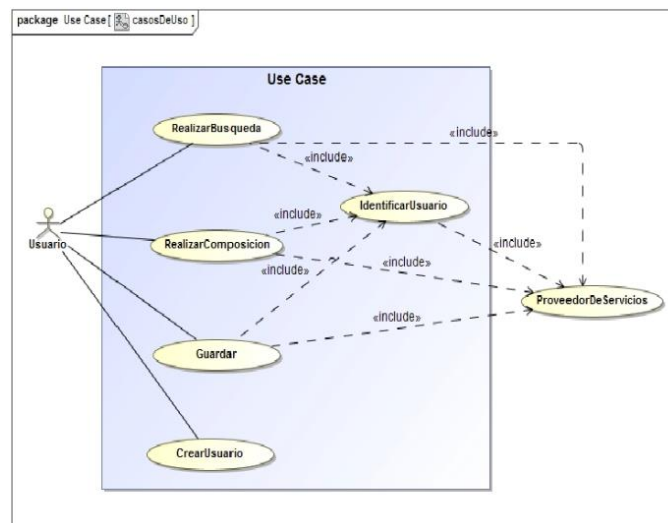 package Use Case[ casosDeUso ]
Use Case
RealizarBusqueda
«include»
«include»
IdentificarUsuario
«include»
Usuario
RealizarComposicion
«include»
«include»
ProveedorDeServicios
«include»
Guardar
CrearUsuario